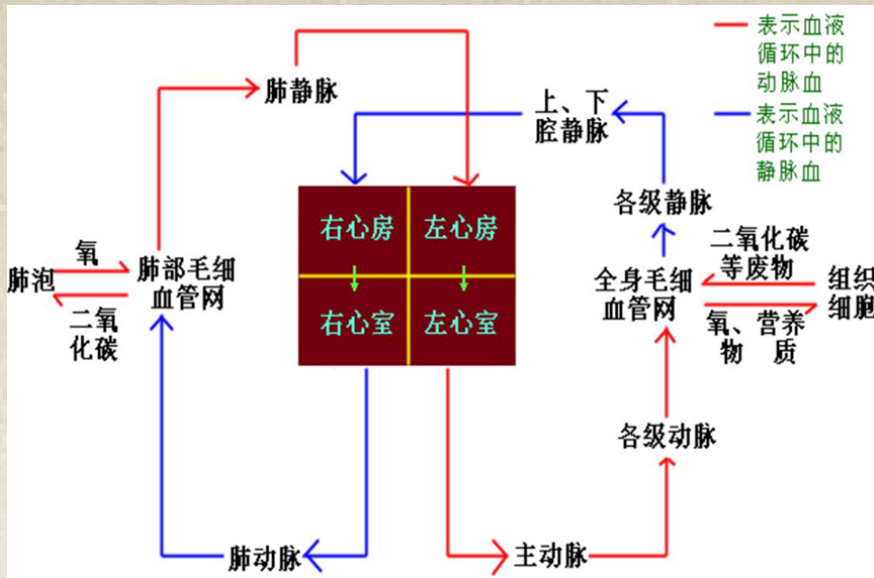 表示血液
循环中的
动脉血
表示血液
循环中的
静脉血
肺静脉
上、下
腔静脉
各级静脉
右心房
左心房
右心室
左心室
肺泡
氧
二氧
化碳
肺部毛细
血管网
全身毛细
血管网
二氧化碳
等废物
氧、营养
物 质
组织
细胞
各级动脉
肺动脉
主动脉